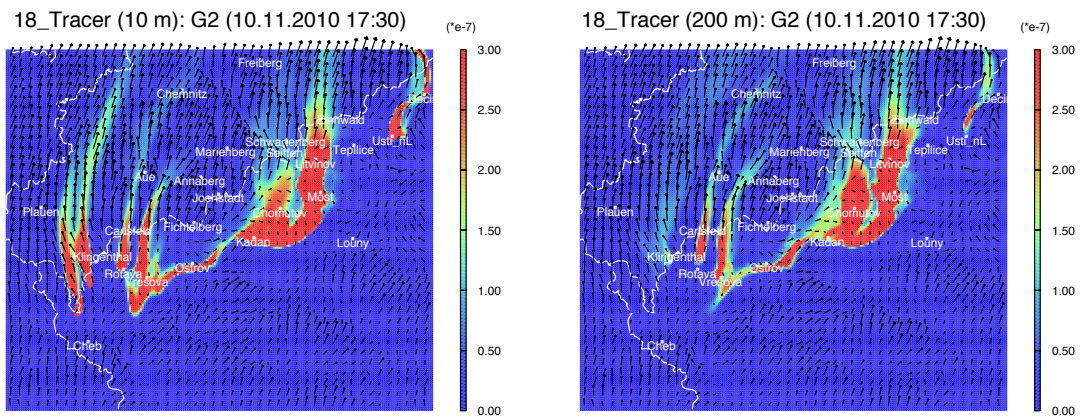 18_Tracer (10 m): G2 (10.11.2010 17:30)
(*e-7)
3.00
2.50
2.00
1.50
1.00
0.50
0.00
Freiberg
Chemnitz
Decin
Zinnwald
Usti_nL
Schwartenberg
Teplice
Marienberg
Seiffen
Litvinov
Aue
Annaberg
Joehstadt
Most
Plauen
Chomutov
Carlsfeld
Fichtelberg
Kadan
Louny
Klingenthal
Ostrov
Rotava
Vresova
Cheb
18_Tracer (200 m): G2 (10.11.2010 17:30)
(*e-7)
3.00
2.50
2.00
1.50
1.00
0.50
0.00
Freiberg
Chemnitz
Decin
Zinnwald
Usti_nL
Schwartenberg
Teplice
Marienberg
Seiffen
Litvinov
Aue
Annaberg
Joehstadt
Most
Plauen
Chomutov
Carlsfeld
Fichtelberg
Kadan
Louny
Klingenthal
Ostrov
Rotava
Vresova
Cheb